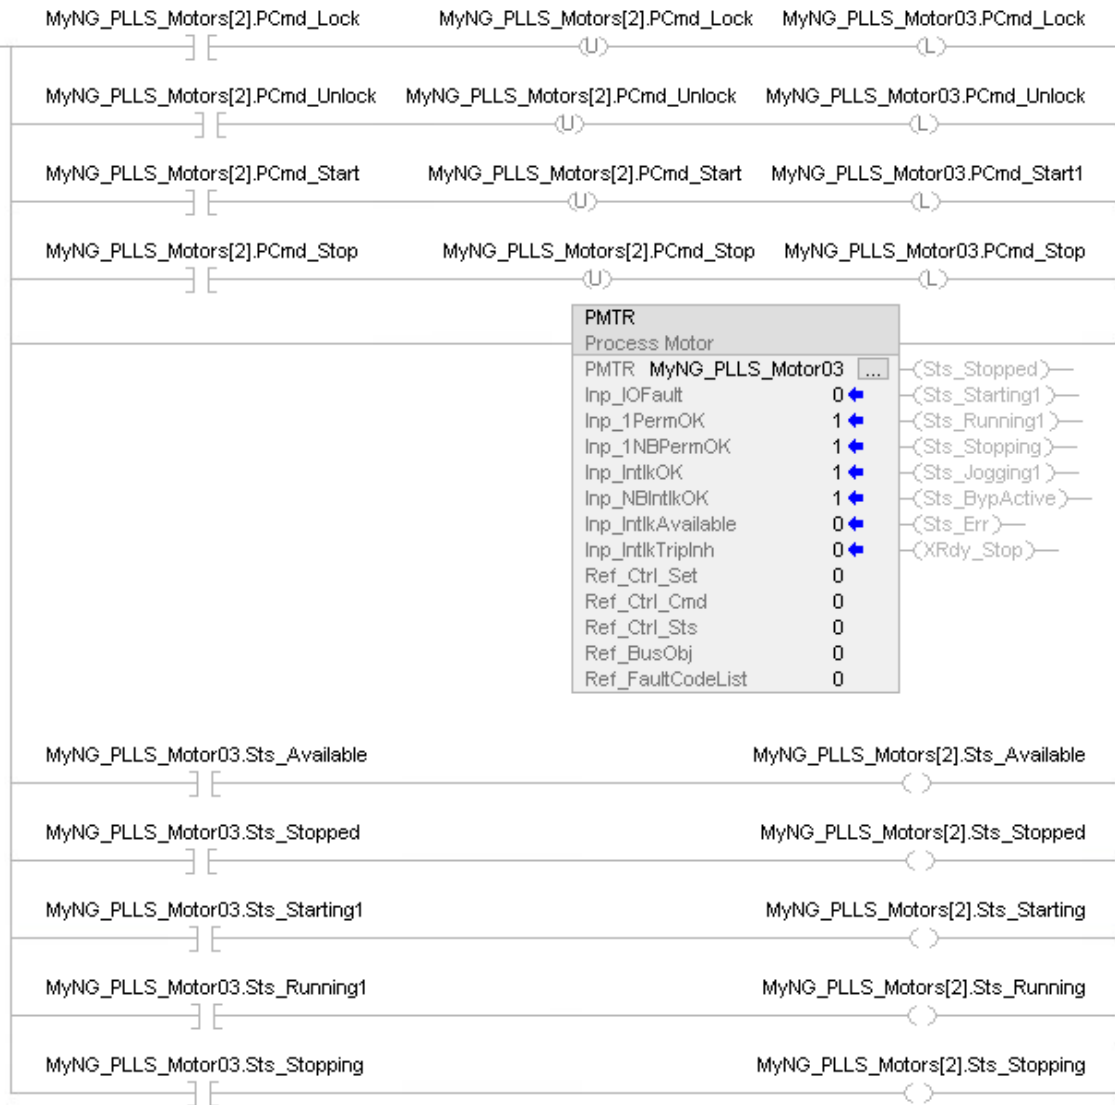 MyNG_PLLS_Motors[2].PCmd_Lock MyNG_PLLS_Motors[2].PCmd_Lock MyNG_PLLS_Motor03.PCmd_Lock
U L
MyNG_PLLS_Motors[2].PCmd_Unlock MyNG_PLLS_Motors[2].PCmd_Unlock MyNG_PLLS_Motor03.PCmd_Unlock
U L
MyNG_PLLS_Motors[2].PCmd_Start MyNG_PLLS_Motors[2].PCmd_Start MyNG_PLLS_Motor03.PCmd_Start1
U L
MyNG_PLLS_Motors[2].PCmd_Stop MyNG_PLLS_Motors[2].PCmd_Stop MyNG_PLLS_Motor03.PCmd_Stop
U L
PMTR
Process Motor
PMTR MyNG_PLLS_Motor03 ... Sts_Stopped
Inp_IOFault 0 Sts_Starting1
Inp_1PermOK 1 Sts_Running1
Inp_1NBPermOK 1 Sts_Stopping
Inp_IntlkOK 1 Sts_Jogging1
Inp_NBIntlkOK 1 Sts_BypActive
Inp_IntlkAvailable 0 Sts_Err
Inp_IntlkTripInh 0 XRdy_Stop
Ref_Ctrl_Set 0
Ref_Ctrl_Cmd 0
Ref_Ctrl_Sts 0
Ref_BusObj 0
Ref_FaultCodeList 0
MyNG_PLLS_Motor03.Sts_Available MyNG_PLLS_Motors[2].Sts_Available
MyNG_PLLS_Motor03.Sts_Stopped MyNG_PLLS_Motors[2].Sts_Stopped
MyNG_PLLS_Motor03.Sts_Starting1 MyNG_PLLS_Motors[2].Sts_Starting
MyNG_PLLS_Motor03.Sts_Running1 MyNG_PLLS_Motors[2].Sts_Running
MyNG_PLLS_Motor03.Sts_Stopping MyNG_PLLS_Motors[2].Sts_Stopping